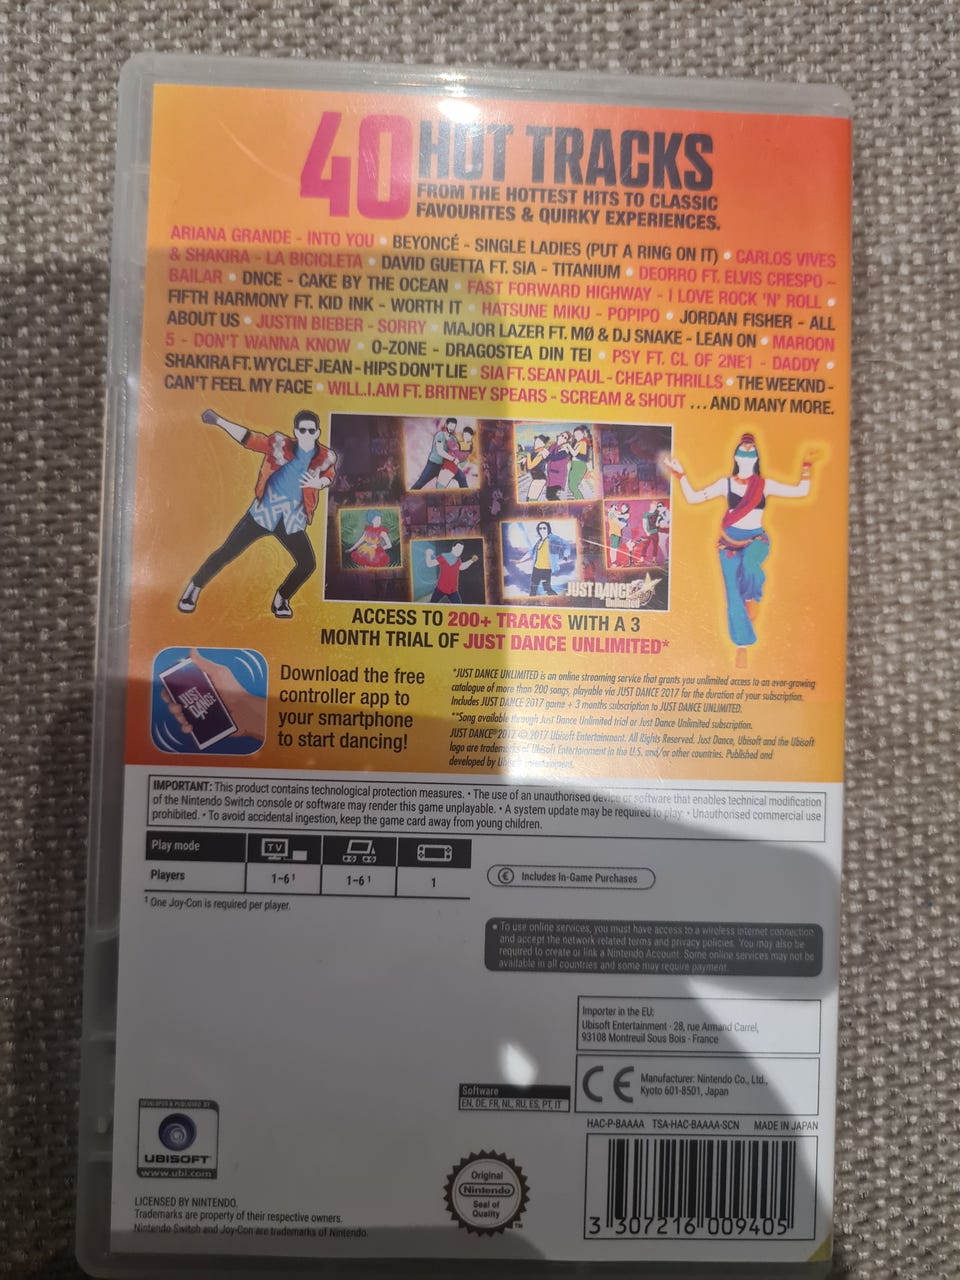 40 HOT TRACKS
FROM THE HOTTEST HITS TO CLASSIC
FAVOURITES & QUIRKY EXPERIENCES.
ARIANA GRANDE - INTO YOU • BEYONCÉ - SINGLE LADIES (PUT A RING ON IT) • CARLOS VIVES
& SHAKIRA - LA BICICLETA • DAVID GUETTA FT. SIA - TITANIUM • DEORRO FT. ELVIS CRESPO -
BAILAR • DNCE - CAKE BY THE OCEAN • FAST FORWARD HIGHWAY - I LOVE ROCK 'N' ROLL •
FIFTH HARMONY FT. KID INK - WORTH IT • HATSUNE MIKU - POPIPO • JORDAN FISHER - ALL
ABOUT US • JUSTIN BIEBER - SORRY • MAJOR LAZER FT. MØ & DJ SNAKE - LEAN ON • MAROON
5 - DON'T WANNA KNOW • O-ZONE - DRAGOSTEA DIN TEI • PSY FT. CL OF 2NE1 - DADDY •
SHAKIRA FT. WYCLEF JEAN - HIPS DON'T LIE • SIA FT. SEAN PAUL - CHEAP THRILLS • THE WEEKND -
CAN'T FEEL MY FACE • WILL.I.AM FT. BRITNEY SPEARS - SCREAM & SHOUT ... AND MANY MORE.
JUST DANCE
Unlimited
ACCESS TO 200+ TRACKS WITH A 3
MONTH TRIAL OF JUST DANCE UNLIMITED*
JUST
DANCE
Download the free
controller app to
your smartphone
to start dancing!
*JUST DANCE UNLIMITED is an online streaming service that grants you unlimited access to an ever-growing
catalogue of more than 200 songs, playable via JUST DANCE 2017 for the duration of your subscription.
Includes JUST DANCE 2017 game + 3 months subscription to JUST DANCE UNLIMITED.
**Song available through Just Dance Unlimited trial or Just Dance Unlimited subscription.
JUST DANCE® 2017 © 2017 Ubisoft Entertainment. All Rights Reserved. Just Dance, Ubisoft and the Ubisoft
logo are trademarks of Ubisoft Entertainment in the U.S. and/or other countries. Published and
developed by Ubisoft Entertainment.
IMPORTANT: This product contains technological protection measures. • The use of an unauthorised device or software that enables technical modification
of the Nintendo Switch console or software may render this game unplayable. • A system update may be required to play. • Unauthorised commercial use
prohibited. • To avoid accidental ingestion, keep the game card away from young children.
Play mode TV
Players 1-6¹ 1-6¹ 1
¹ One Joy-Con is required per player.
€ Includes In-Game Purchases
• To use online services, you must have access to a wireless internet connection
and accept the network-related terms and privacy policies. You may also be
required to create or link a Nintendo Account. Some online services may not be
available in all countries and some may require payment.
Importer in the EU:
Ubisoft Entertainment - 28, rue Armand Carrel,
93108 Montreuil Sous Bois - France
CE Manufacturer: Nintendo Co., Ltd.,
Kyoto 601-8501, Japan
Software
EN, DE, FR, NL, RU, ES, PT, IT
HAC-P-BAAAA TSA-HAC-BAAAA-SCN MADE IN JAPAN
DEVELOPED & PUBLISHED BY
UBISOFT®
www.ubi.com
Original
Nintendo
Seal of
Quality
TM
3 307216 009405
LICENSED BY NINTENDO.
Trademarks are property of their respective owners.
Nintendo Switch and Joy-Con are trademarks of Nintendo.